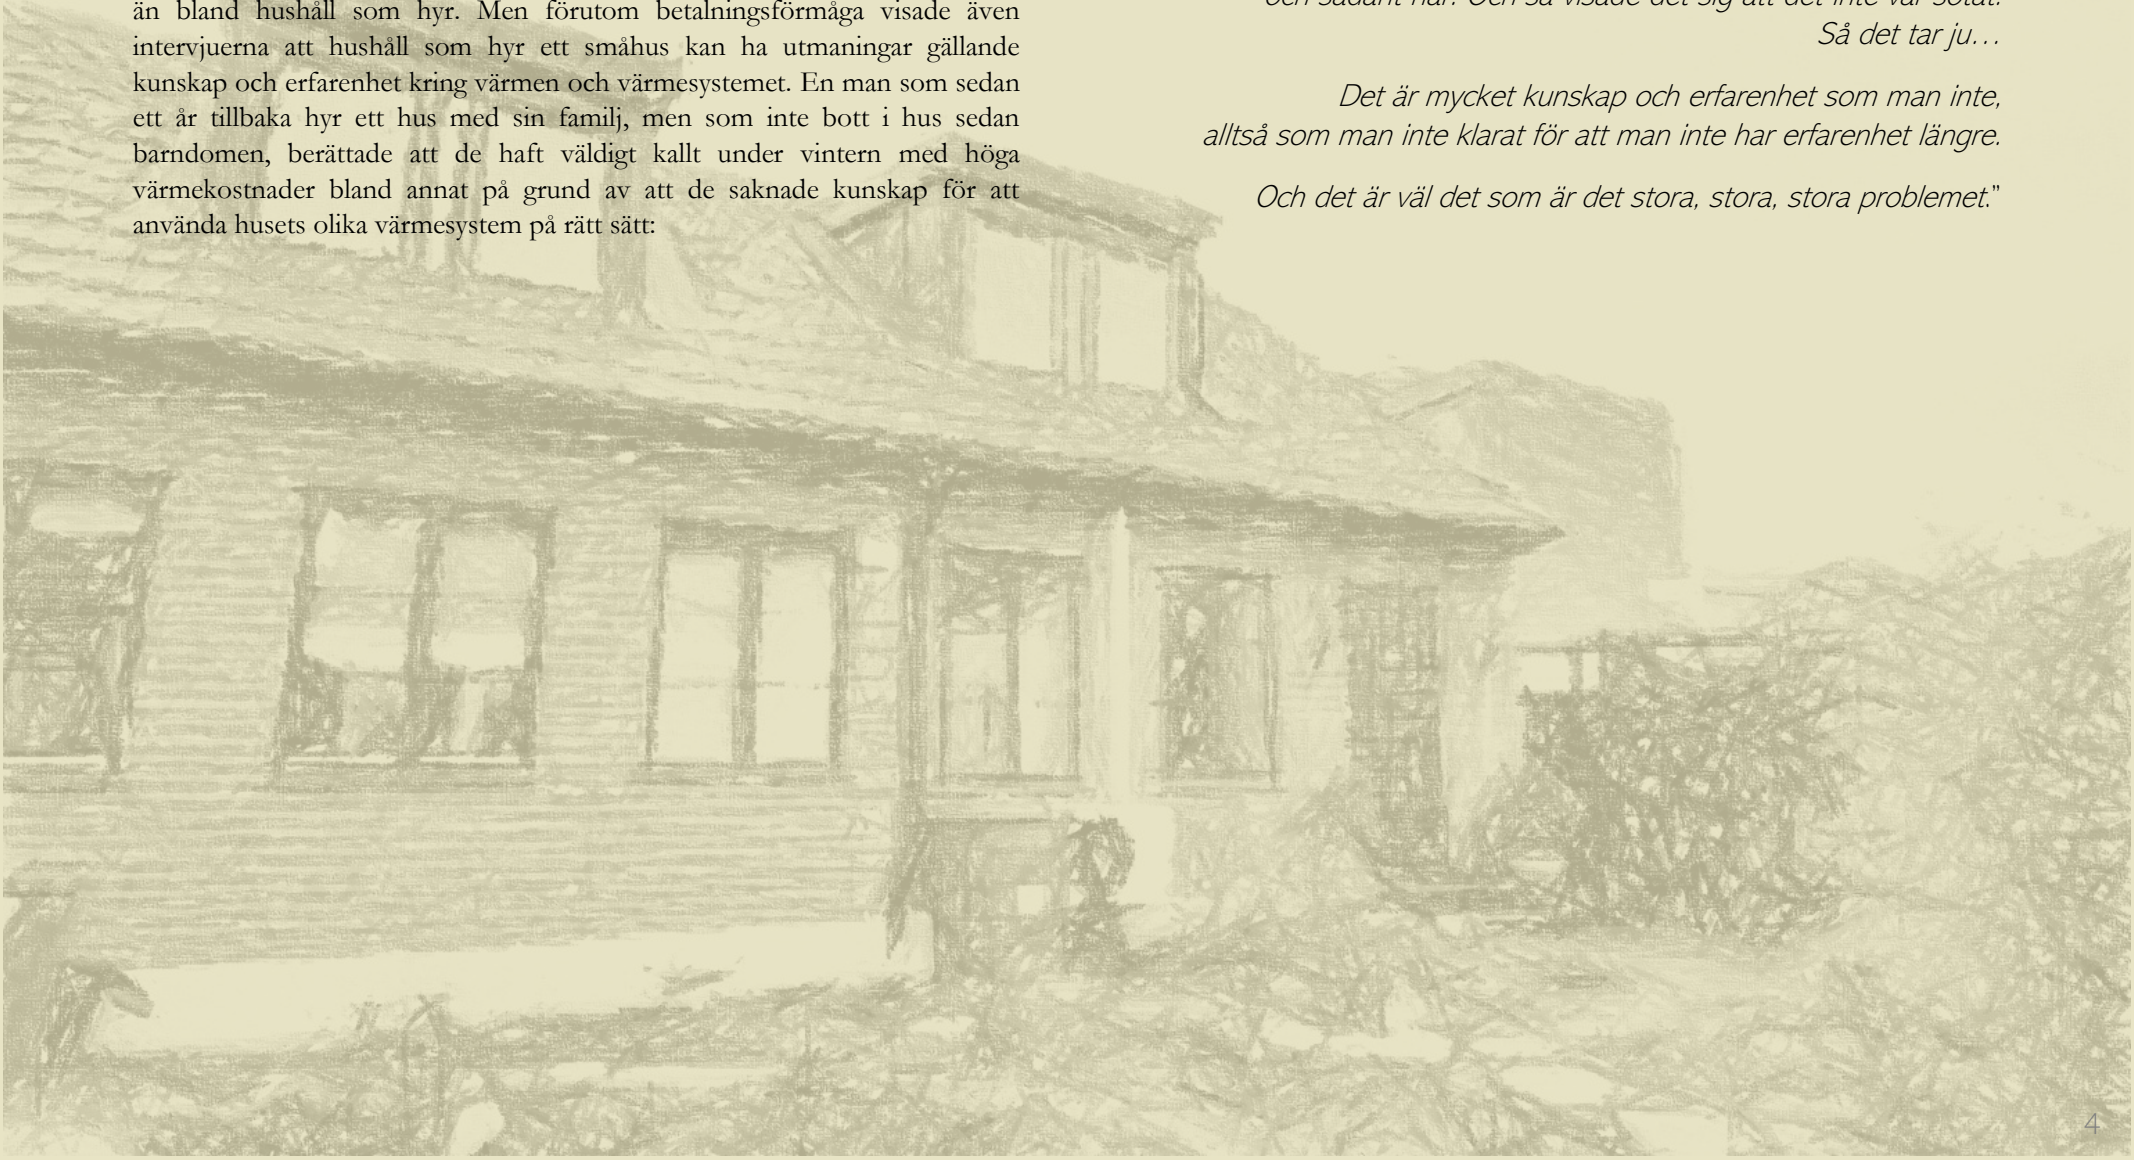 än bland hushåll som hyr. Men förutom betalningsförmåga visade även
intervjuerna att hushåll som hyr ett småhus kan ha utmaningar gällande
kunskap och erfarenhet kring värmen och värmesystemet. En man som sedan
ett år tillbaka hyr ett hus med sin familj, men som inte bott i hus sedan
barndomen, berättade att de haft väldigt kallt under vintern med höga
värmekostnader bland annat på grund av att de saknade kunskap för att
använda husets olika värmesystem på rätt sätt:
och sådant här. Och så visade det sig att det inte var sotat.
Så det tar ju…
Det är mycket kunskap och erfarenhet som man inte,
alltså som man inte klarat för att man inte har erfarenhet längre.
Och det är väl det som är det stora, stora, stora problemet."
4